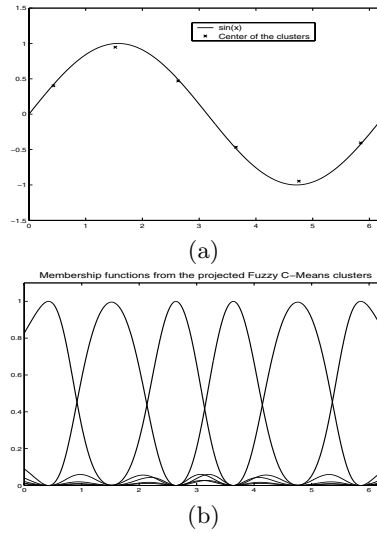 1.5
1
0.5
0
−0.5
−1
−1.5
sin(x)
Center of the clusters
0 1 2 3 4 5 6
(a)
Membership functions from the projected Fuzzy C−Means clusters
1
0.8
0.6
0.4
0.2
0
0 1 2 3 4 5 6
(b)